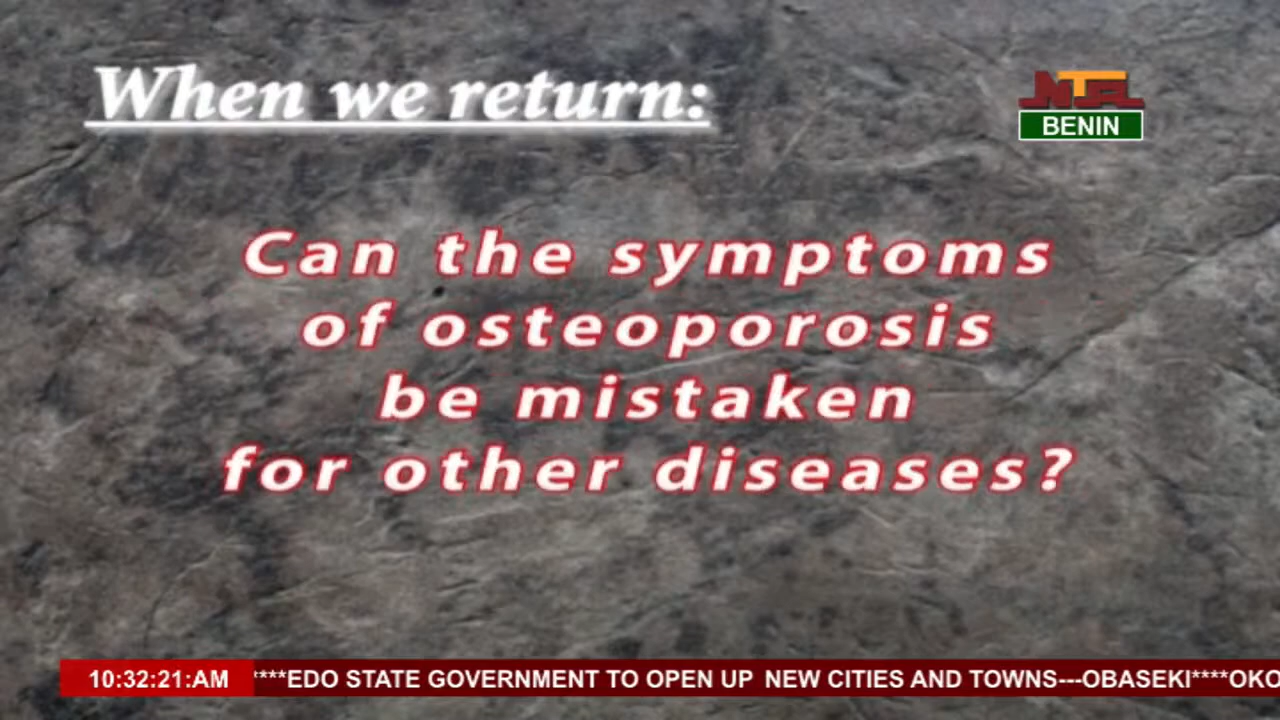 When we return:
NTA
BENIN
Can the symptoms
of osteoporosis
be mistaken
for other diseases?
10:32:21:AM ****EDO STATE GOVERNMENT TO OPEN UP NEW CITIES AND TOWNS---OBASEKI****OKO